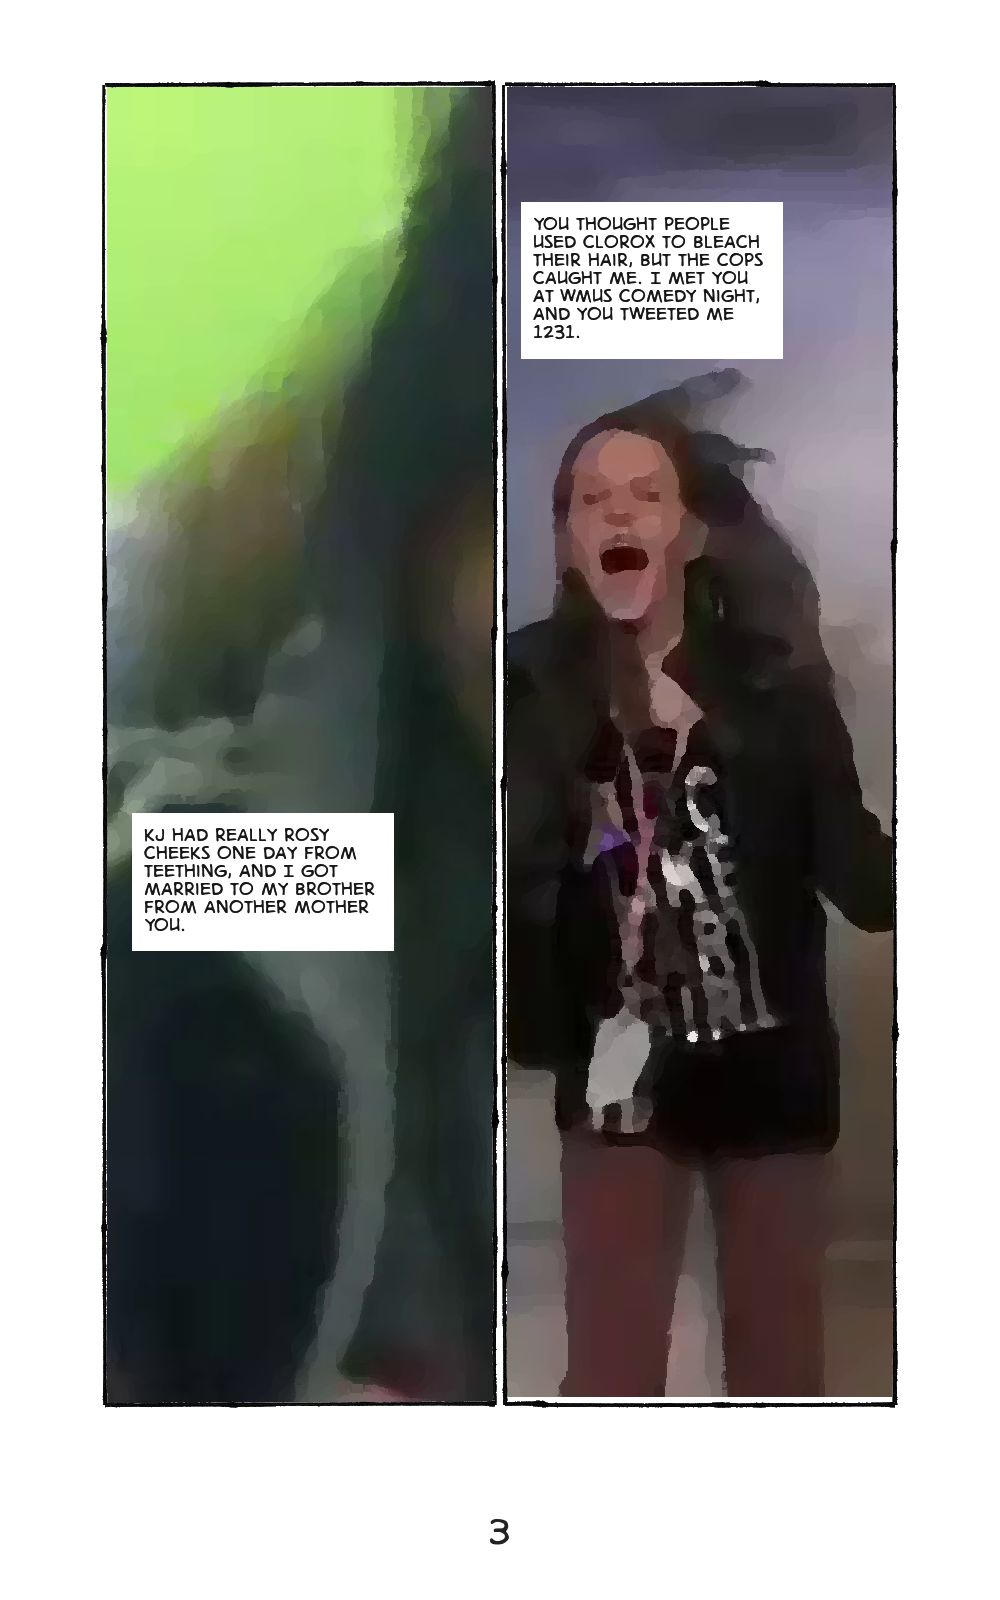 KJ HAD REALLY ROSY
CHEEKS ONE DAY FROM
TEETHING, AND I GOT
MARRIED TO MY BROTHER
FROM ANOTHER MOTHER
YOU.
YOU THOUGHT PEOPLE
USED CLOROX TO BLEACH
THEIR HAIR, BUT THE COPS
CAUGHT ME. I MET YOU
AT WMUS COMEDY NIGHT,
AND YOU TWEETED ME
1231.
3